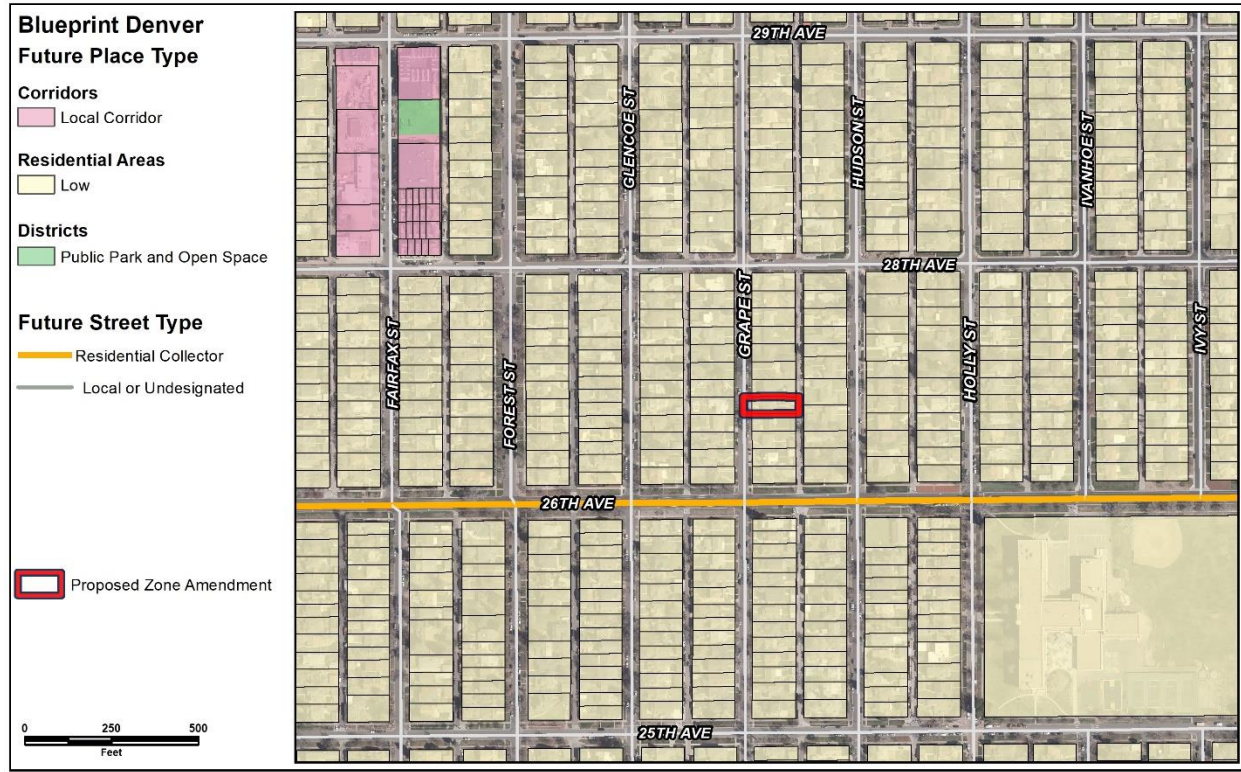 Blueprint Denver
Future Place Type
Corridors
Local Corridor
Residential Areas
Low
Districts
Public Park and Open Space
Future Street Type
Residential Collector
Local or Undesignated
Proposed Zone Amendment
0 250 500
Feet
29TH AVE
GLENCOE ST
HUDSON ST
IVANHOE ST
28TH AVE
FAIRFAX ST
FOREST ST
GRAPE ST
HOLLY ST
IVY ST
26TH AVE
25TH AVE